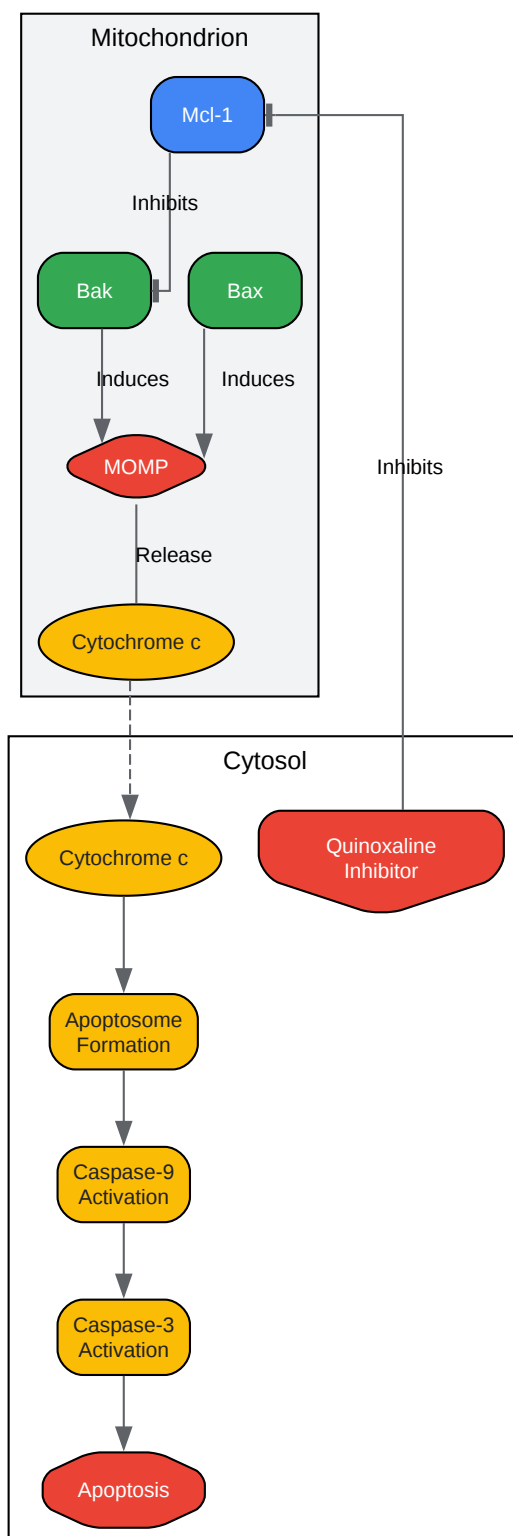 Mitochondrion
Mcl-1
Inhibits
Bak
Bax
Induces
Induces
MOMP
Inhibits
Release
Cytochrome c
Cytosol
Cytochrome c
Quinoxaline
Inhibitor
Apoptosome
Formation
Caspase-9
Activation
Caspase-3
Activation
Apoptosis